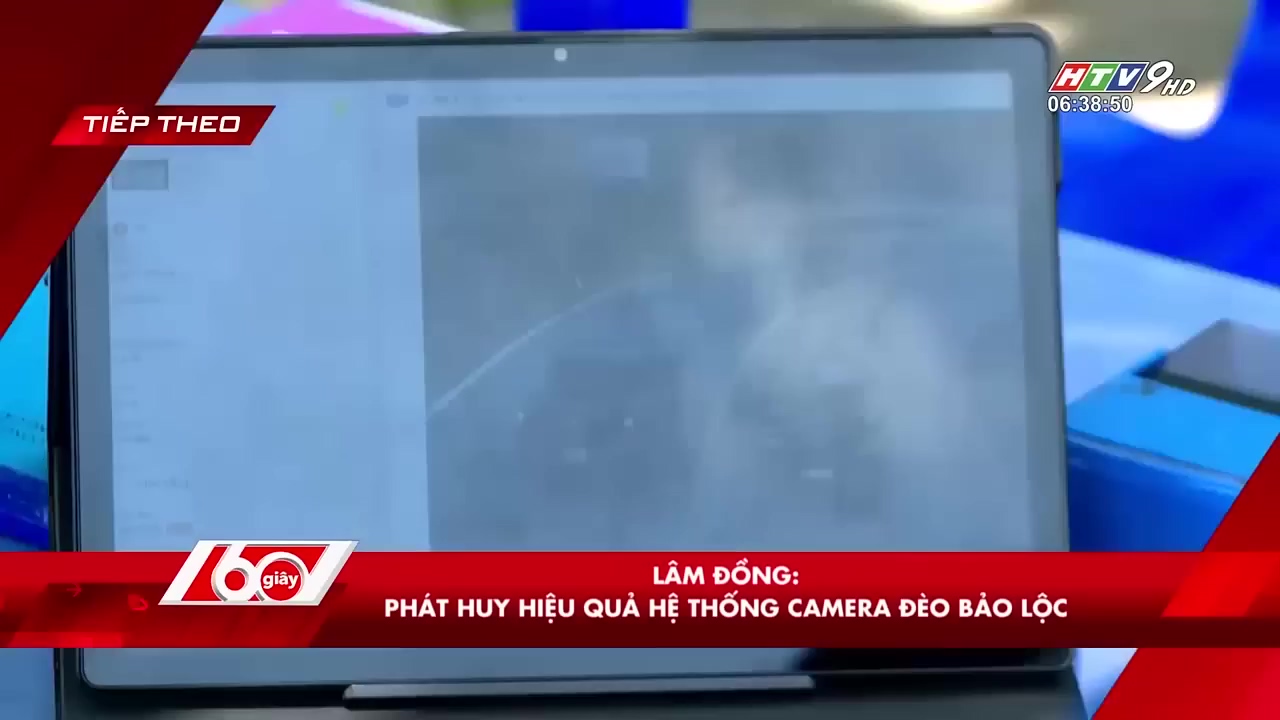 HTV9HD
06:38:50
TIẾP THEO
60 giây
LÂM ĐỒNG:
PHÁT HUY HIỆU QUẢ HỆ THỐNG CAMERA ĐÈO BẢO LỘC